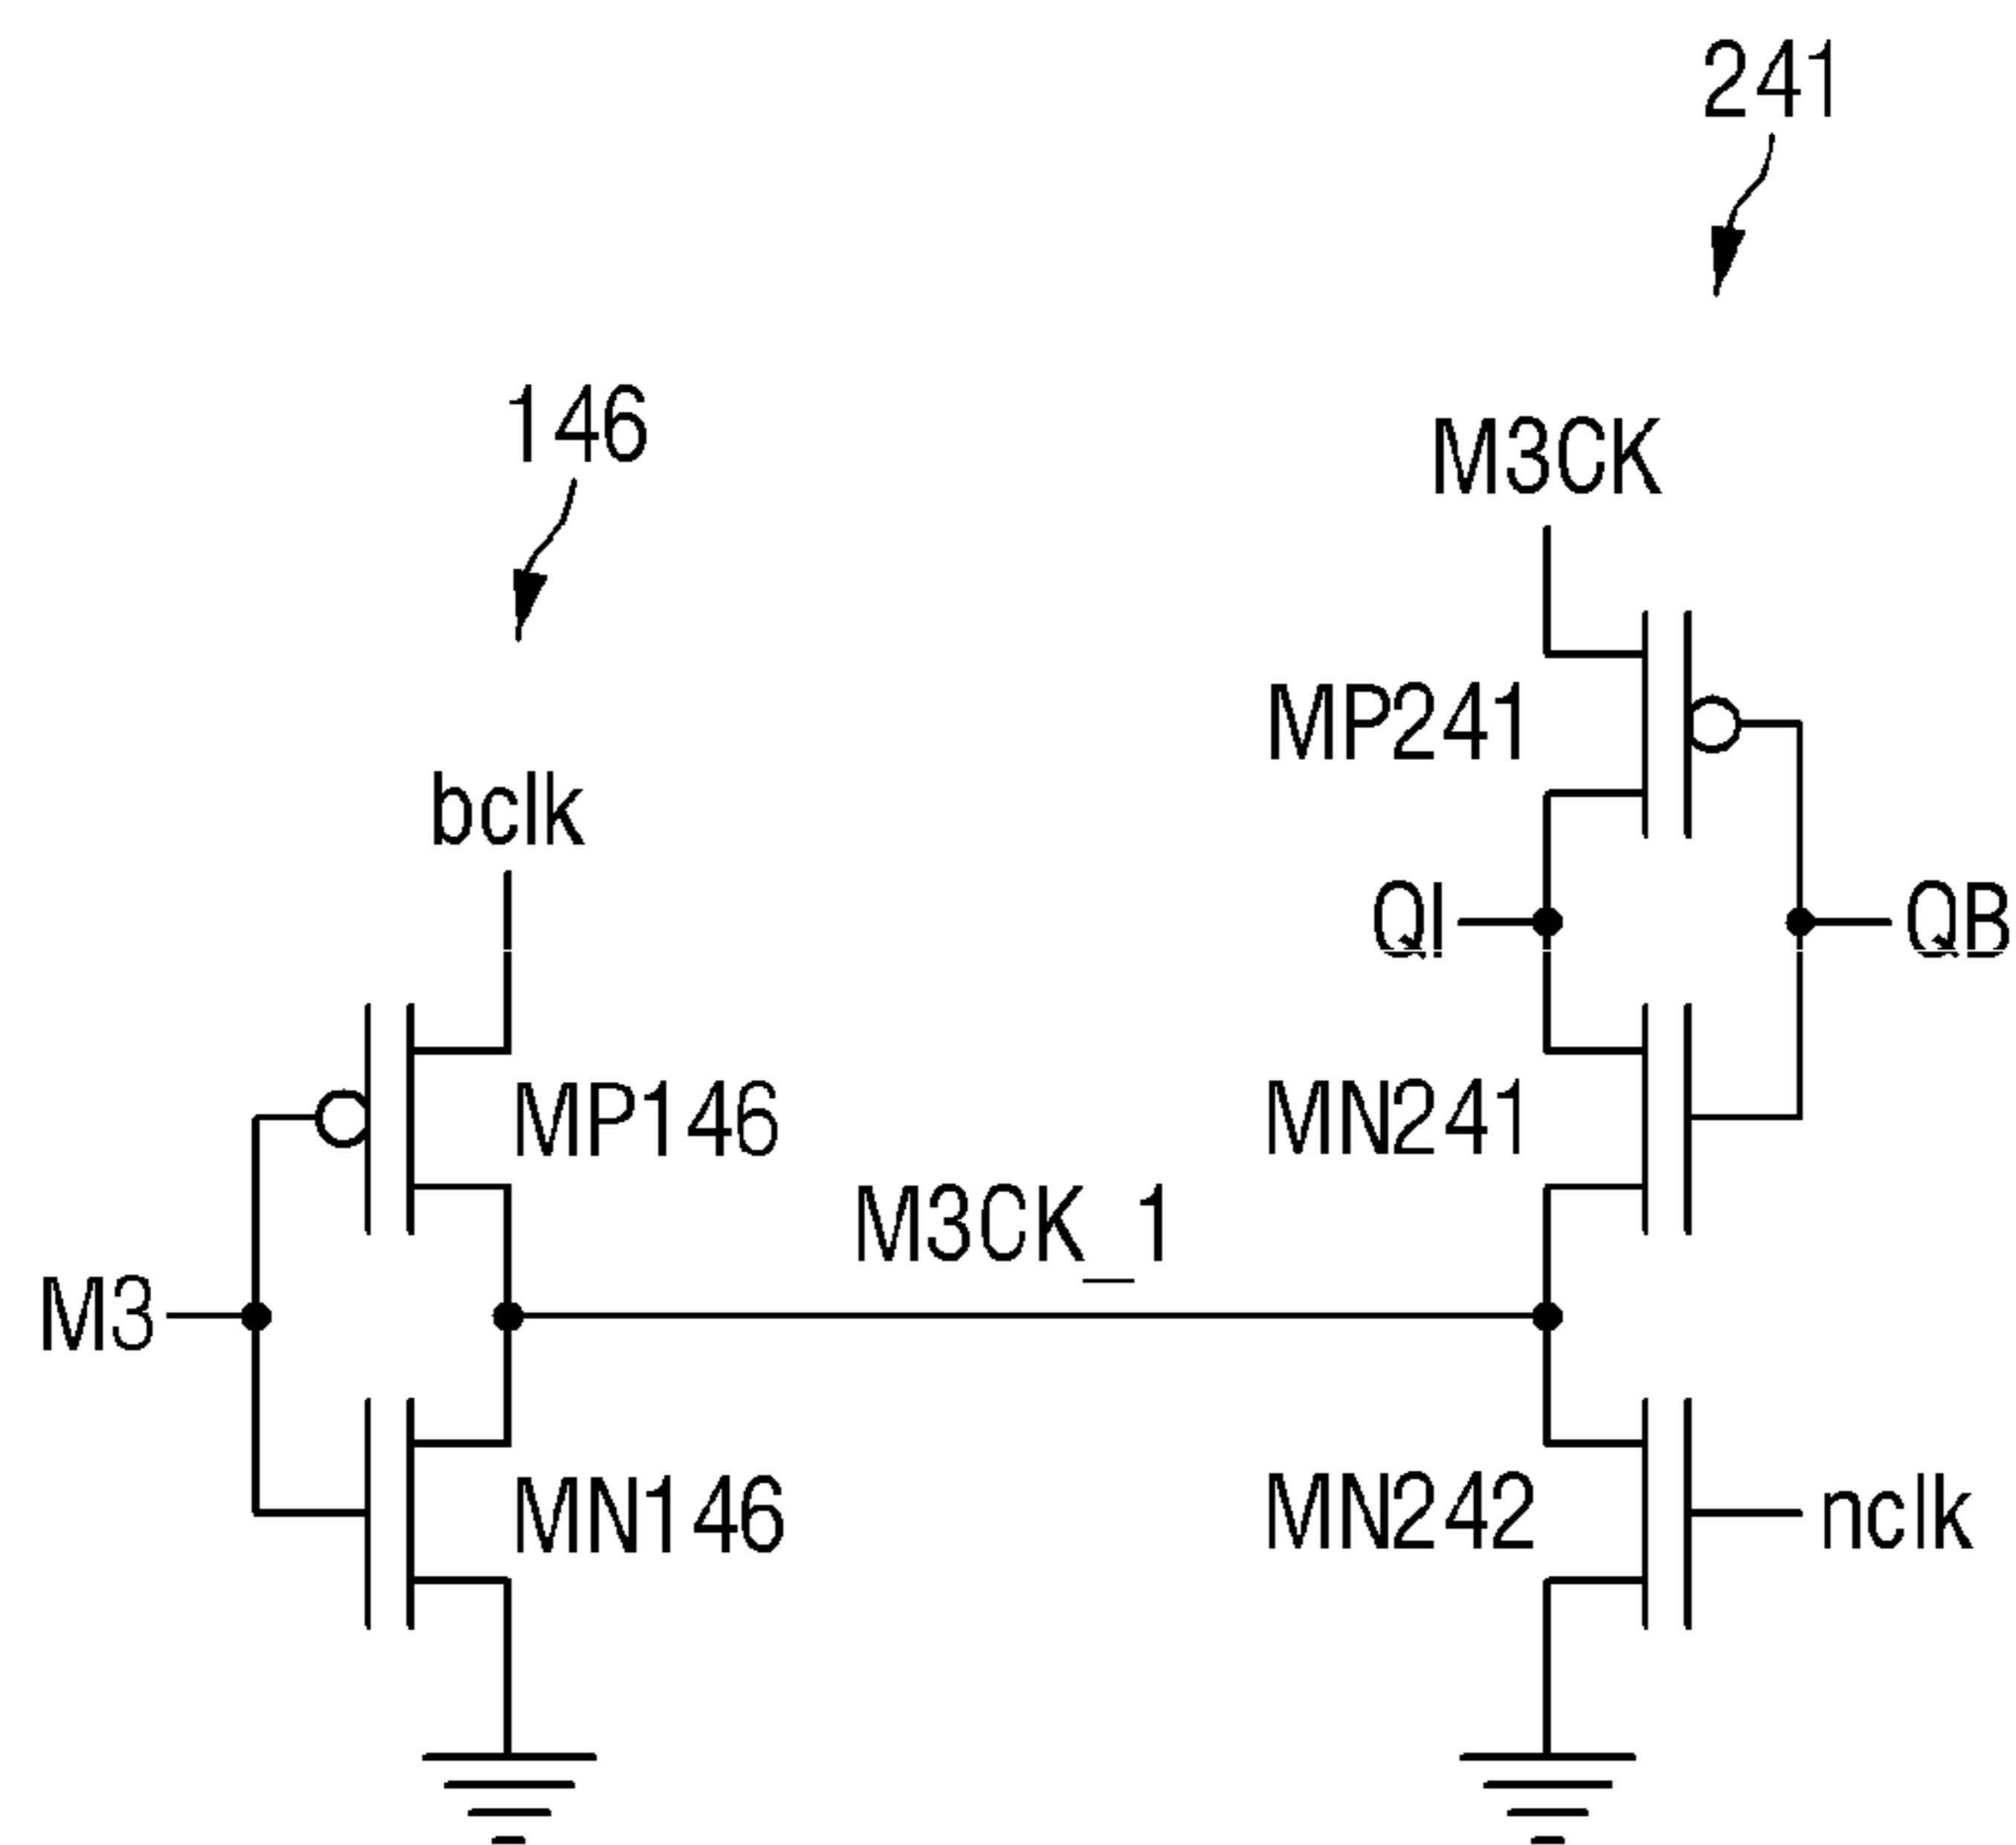 241
146
M3CK
MP241
bclk
QI
QB
MP146
MN241
M3CK_1
M3
MN146
MN242
nclk